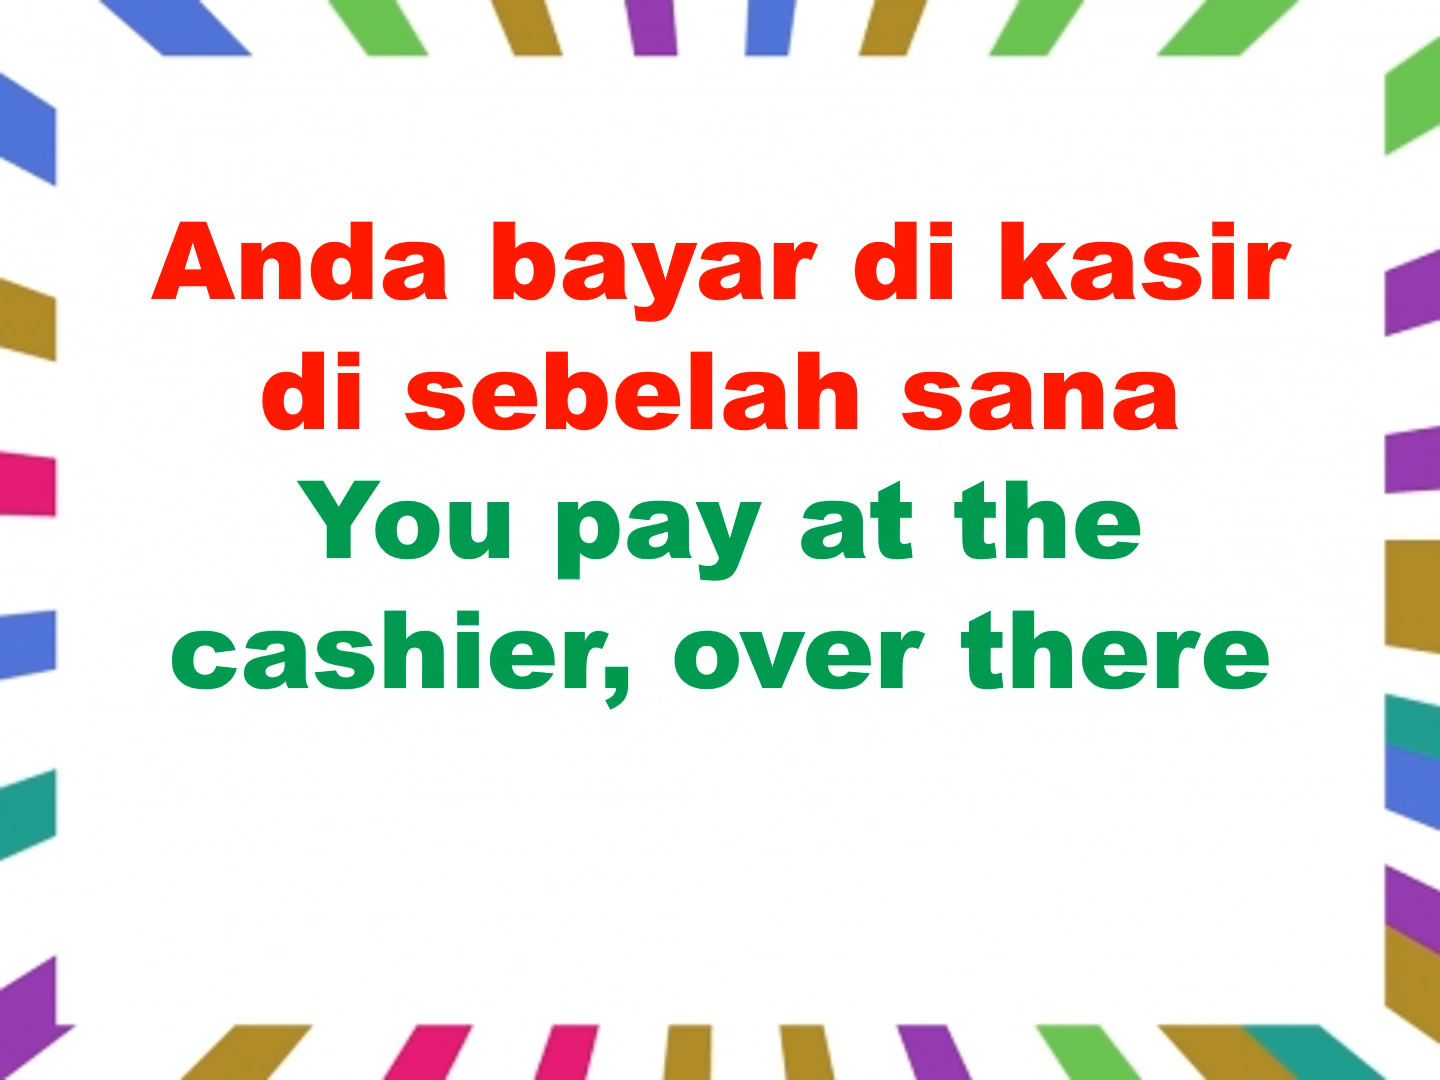 Anda bayar di kasir
di sebelah sana
You pay at the
cashier, over there